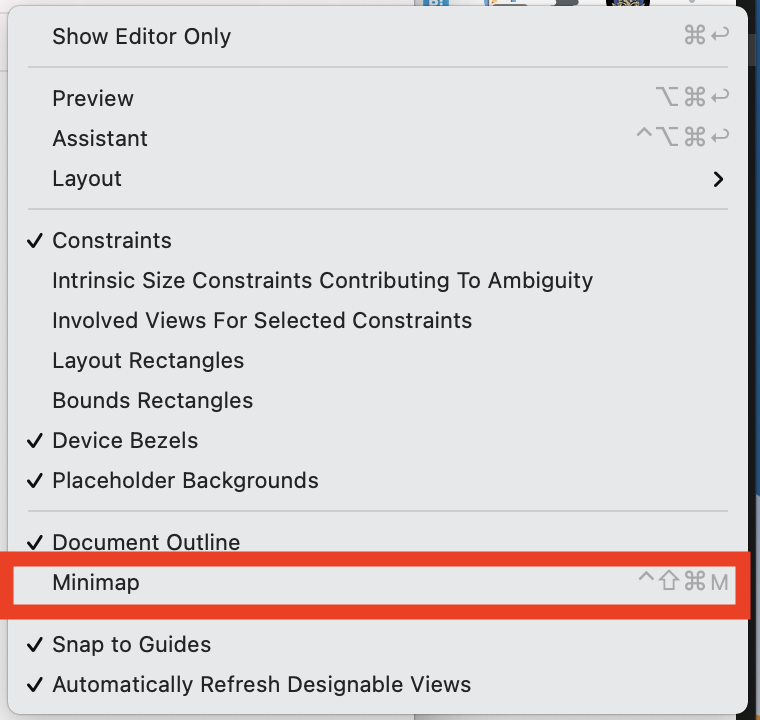 Show Editor Only ⌘↩
Preview ⌥⌘↩
Assistant ^⌥⌘↩
Layout
Constraints
Intrinsic Size Constraints Contributing To Ambiguity
Involved Views For Selected Constraints
Layout Rectangles
Bounds Rectangles
Device Bezels
Placeholder Backgrounds
Document Outline
Minimap ^⇧⌘M
Snap to Guides
Automatically Refresh Designable Views